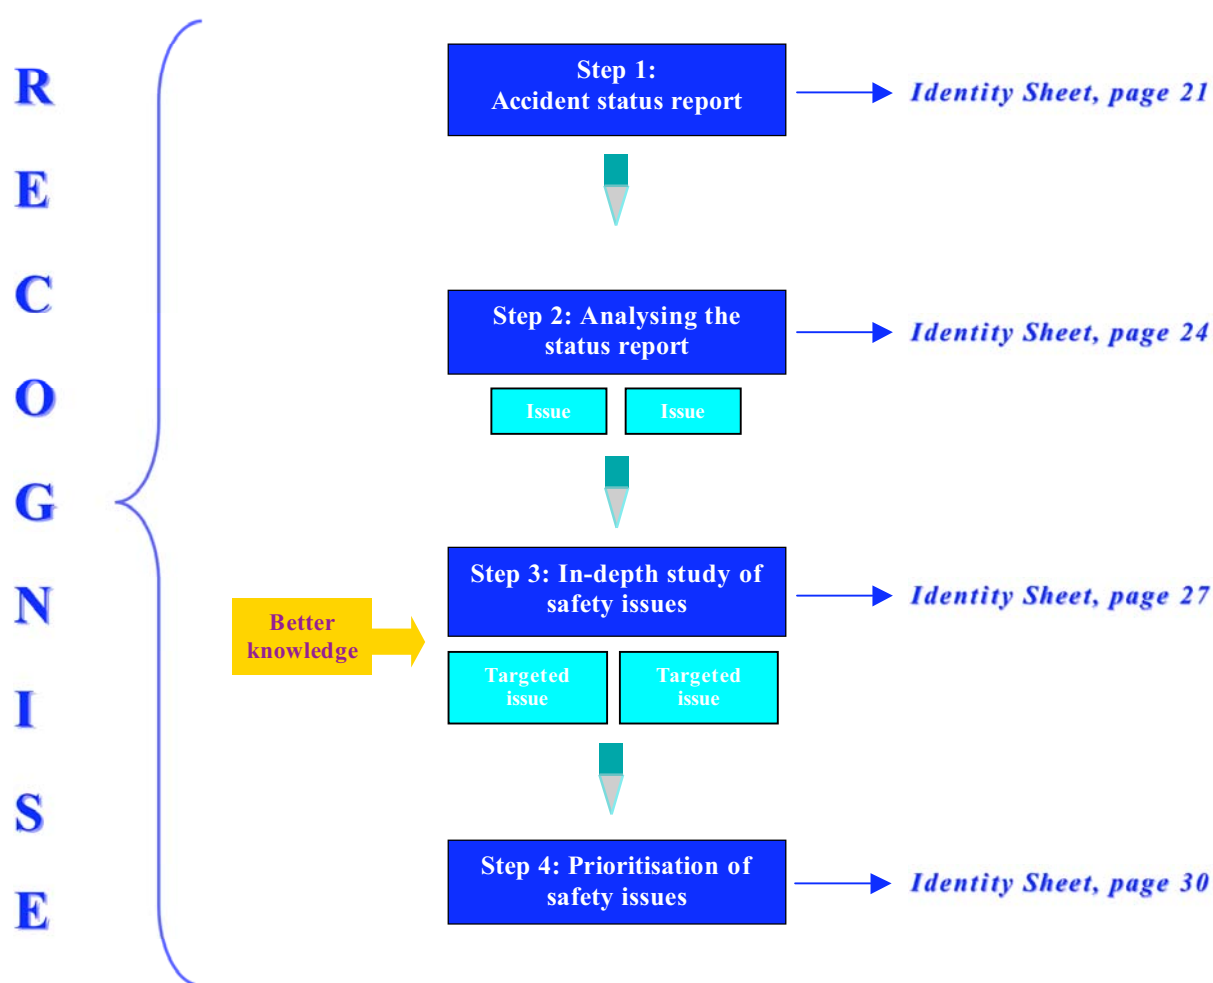 R
E
C
O
G
N
I
S
E
Step 1:
Accident status report
Identity Sheet, page 21
Step 2: Analysing the
status report
Identity Sheet, page 24
Issue
Issue
Step 3: In-depth study of
safety issues
Identity Sheet, page 27
Better
knowledge
Targeted
issue
Targeted
issue
Step 4: Prioritisation of
safety issues
Identity Sheet, page 30